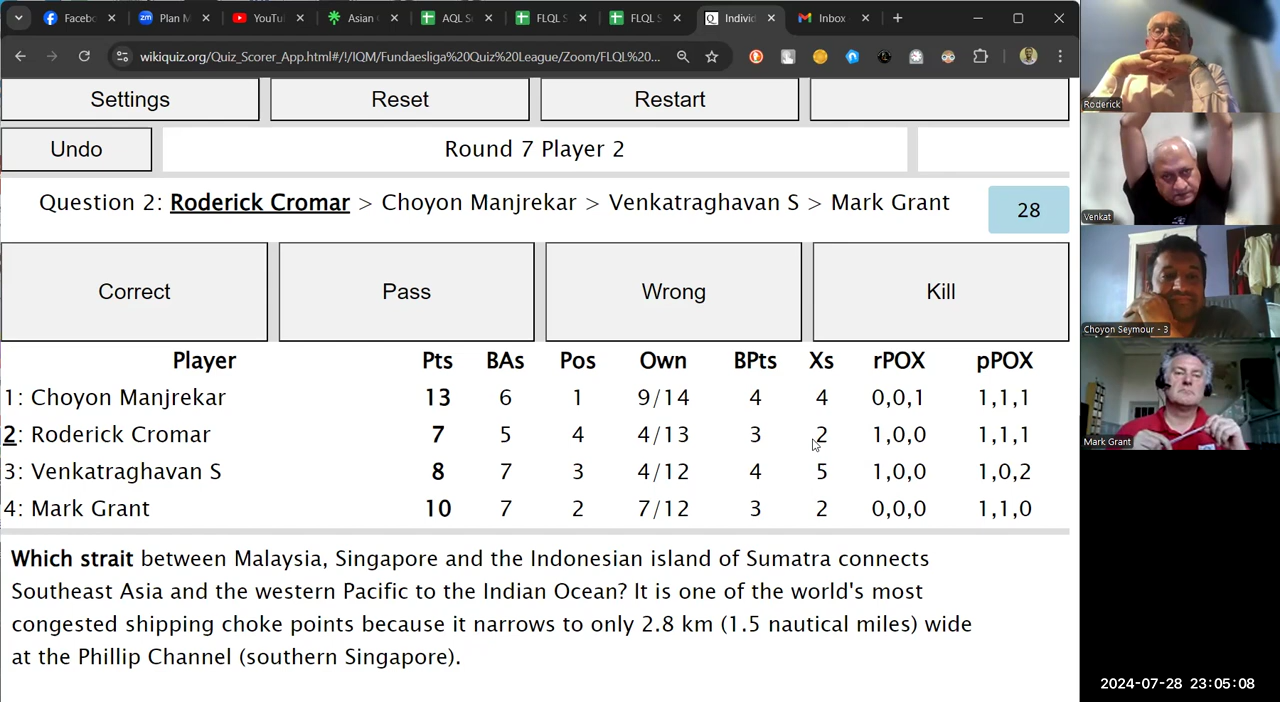 Facebo
Plan M
YouTu
Asian
AQL S
FLQL S
FLQL S
Indivic
Inbox
wikiquiz.org/Quiz_Scorer_App.html#/!/IQM/Fundaesliga%20Quiz%20League/Zoom/FLQL%20...
Settings Reset Restart
Undo Round 7 Player 2
Question 2: Roderick Cromar > Choyon Manjrekar > Venkatraghavan S > Mark Grant 28
Correct Pass Wrong Kill
Player Pts BAs Pos Own BPts Xs rPOX pPOX
1: Choyon Manjrekar 13 6 1 9/14 4 4 0,0,1 1,1,1
2: Roderick Cromar 7 5 4 4/13 3 2 1,0,0 1,1,1
3: Venkatraghavan S 8 7 3 4/12 4 5 1,0,0 1,0,2
4: Mark Grant 10 7 2 7/12 3 2 0,0,0 1,1,0
Which strait between Malaysia, Singapore and the Indonesian island of Sumatra connects
Southeast Asia and the western Pacific to the Indian Ocean? It is one of the world's most
congested shipping choke points because it narrows to only 2.8 km (1.5 nautical miles) wide
at the Phillip Channel (southern Singapore).
Roderick
Venkat
Choyon Seymour - 3
Mark Grant
2024-07-28 23:05:08